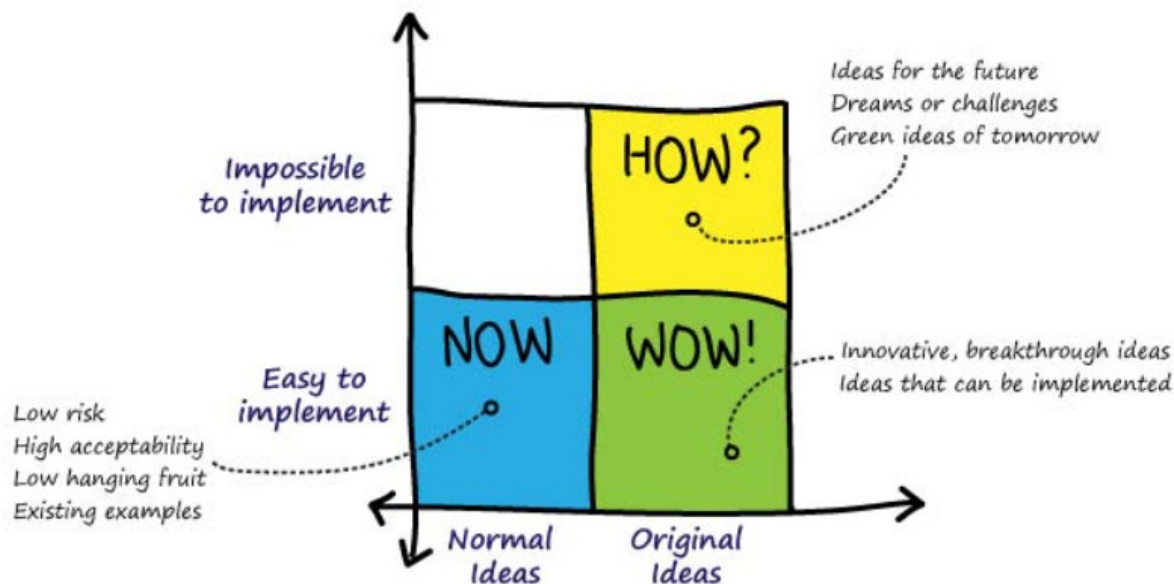 Ideas for the future
Dreams or challenges
Green ideas of tomorrow
HOW?
Impossible
to implement
NOW
WOW!
Innovative, breakthrough ideas
Ideas that can be implemented
Easy to
implement
Low risk
High acceptability
Low hanging fruit
Existing examples
Normal
Ideas
Original
Ideas